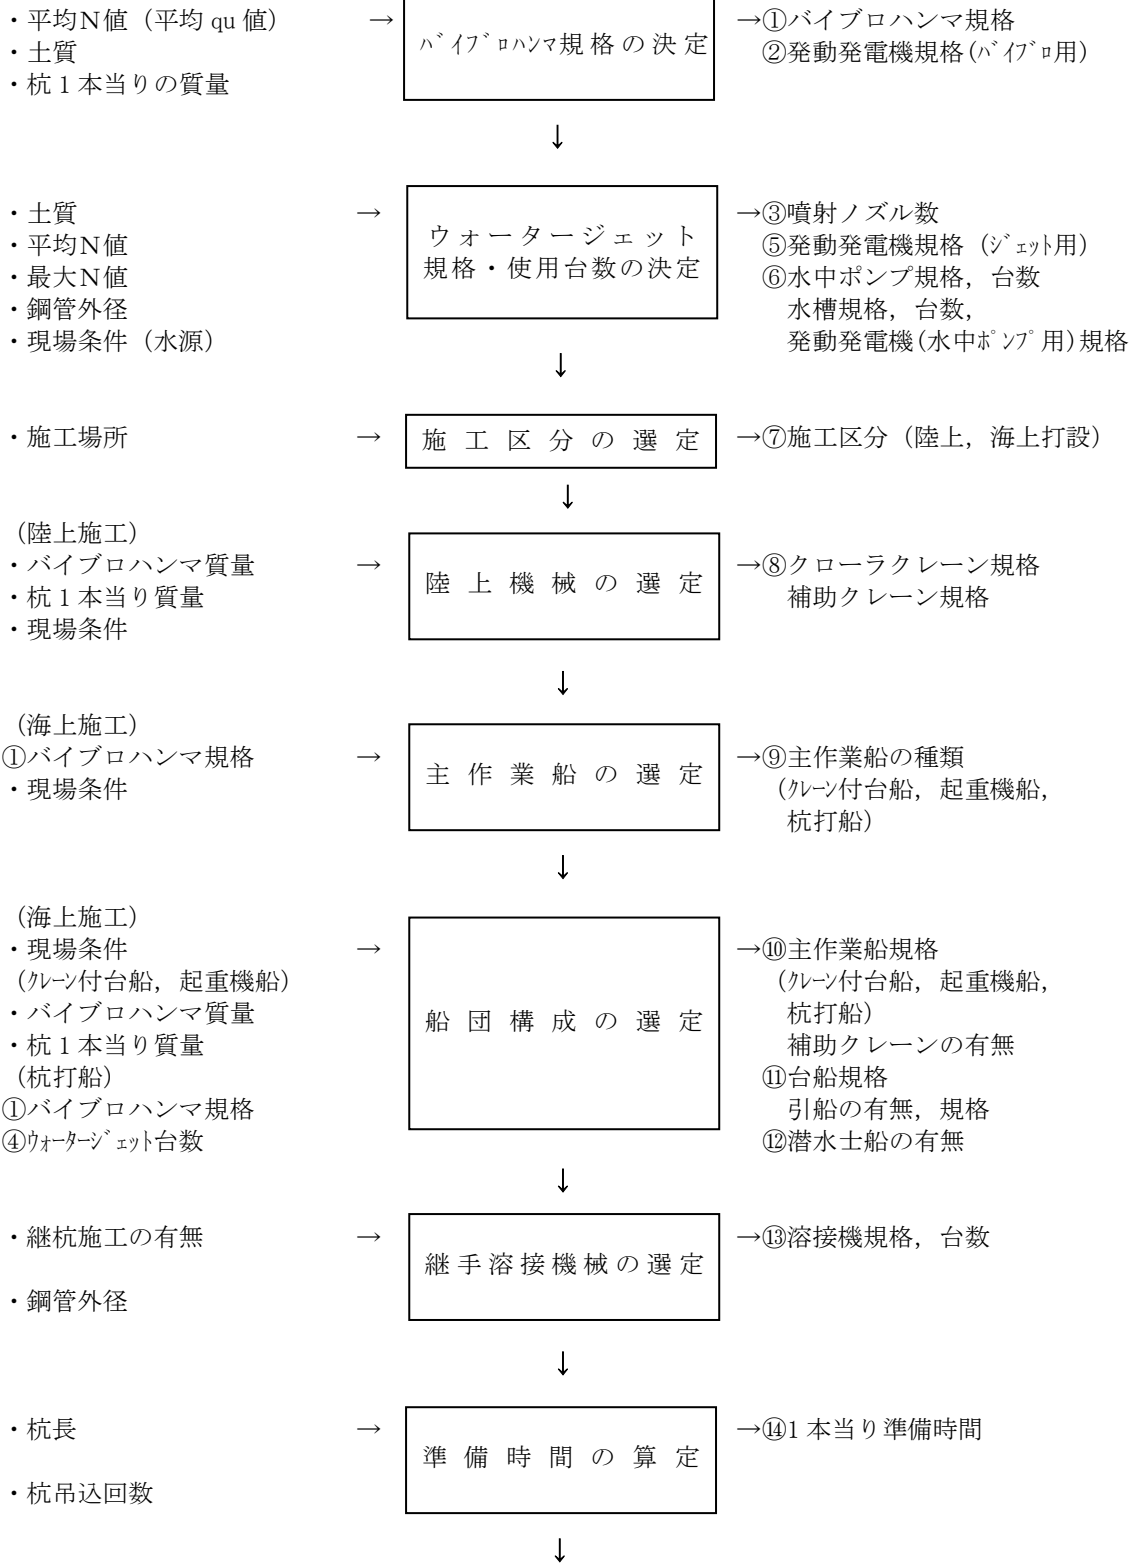 ・平均Ｎ値（平均 qu 値） → ﾊﾞｲﾌﾞﾛﾊﾝﾏ規格の決定 →①バイブロハンマ規格
・土質 ②発動発電機規格(ﾊﾞｲﾌﾞﾛ用)
・杭１本当りの質量
↓
・土質 → ウォータージェット →③噴射ノズル数
・平均Ｎ値 規格・使用台数の決定 ⑤発動発電機規格（ｼﾞｪｯﾄ用）
・最大Ｎ値 ⑥水中ポンプ規格，台数
・鋼管外径 水槽規格，台数，
・現場条件（水源） 発動発電機(水中ﾎﾟﾝﾌﾟ用)規格
↓
・施工場所 → 施工区分の選定 →⑦施工区分（陸上，海上打設）
↓
（陸上施工）
・バイブロハンマ質量 → 陸上機械の選定 →⑧クローラクレーン規格
・杭１本当り質量 補助クレーン規格
・現場条件
↓
（海上施工）
①バイブロハンマ規格 → 主作業船の選定 →⑨主作業船の種類
・現場条件 （ｸﾚｰﾝ付台船，起重機船，
杭打船）
↓
（海上施工）
・現場条件 → 船団構成の選定 →⑩主作業船規格
（ｸﾚｰﾝ付台船，起重機船） （ｸﾚｰﾝ付台船，起重機船，
・バイブロハンマ質量 杭打船）
・杭１本当り質量 補助クレーンの有無
（杭打船） ⑪台船規格
①バイブロハンマ規格 引船の有無，規格
④ｳｫｰﾀｰｼﾞｪｯﾄ台数 ⑫潜水士船の有無
↓
・継杭施工の有無 → 継手溶接機械の選定 →⑬溶接機規格，台数
・鋼管外径
↓
・杭長 → 準備時間の算定 →⑭1 本当り準備時間
・杭吊込回数
↓